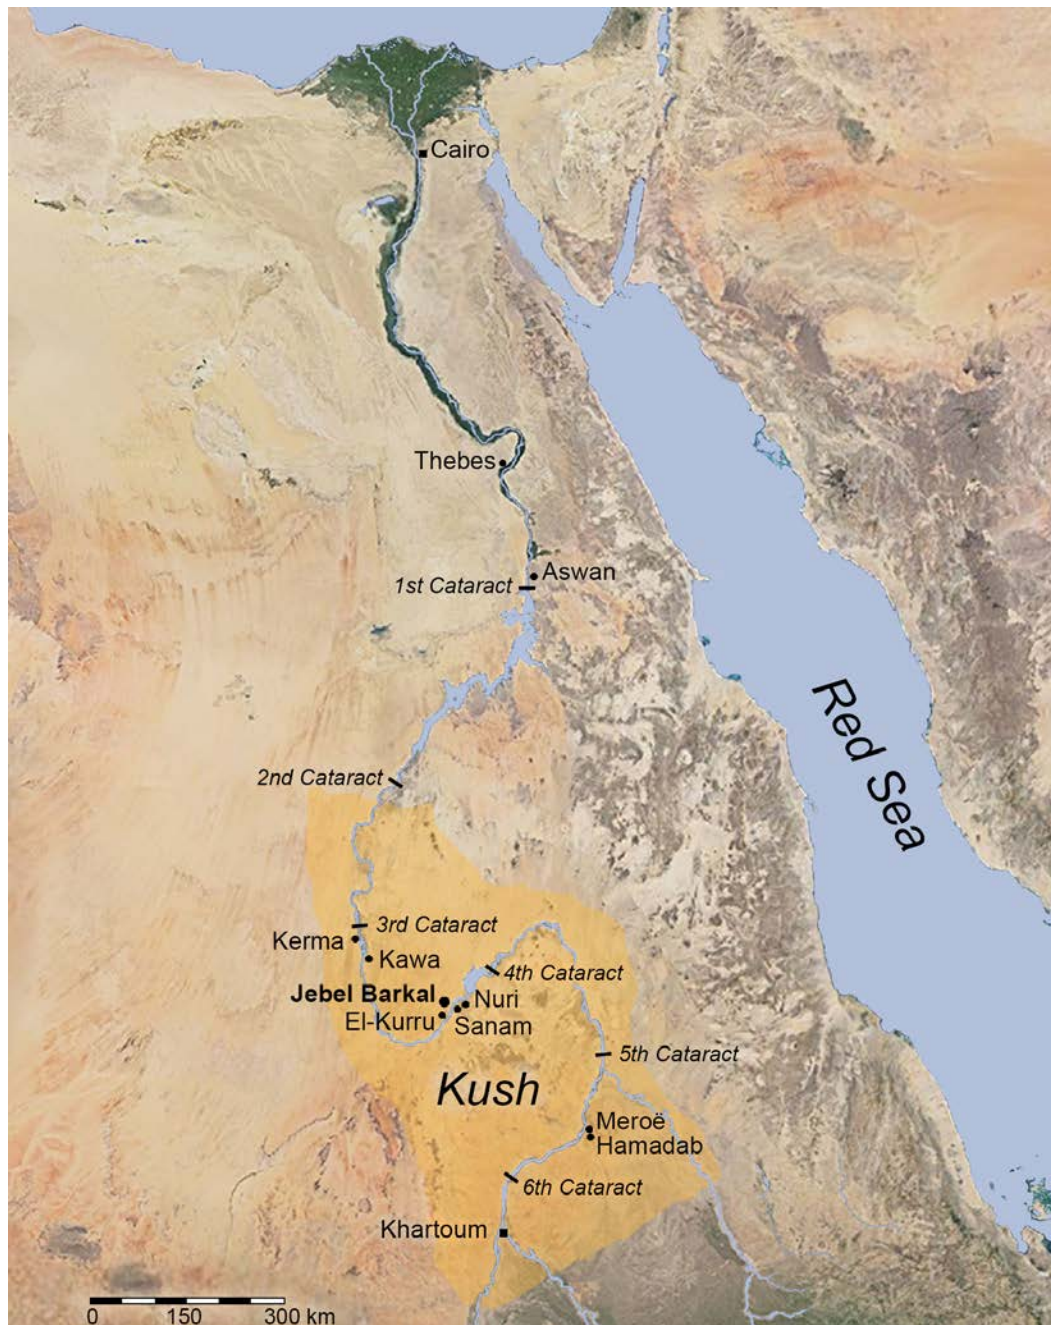 Cairo
Thebes
Aswan
1st Cataract
Red Sea
2nd Cataract
3rd Cataract
Kerma
Kawa
4th Cataract
Jebel Barkal
Nuri
El-Kurru
Sanam
5th Cataract
Kush
Meroë
Hamadab
6th Cataract
Khartoum
0 150 300 km